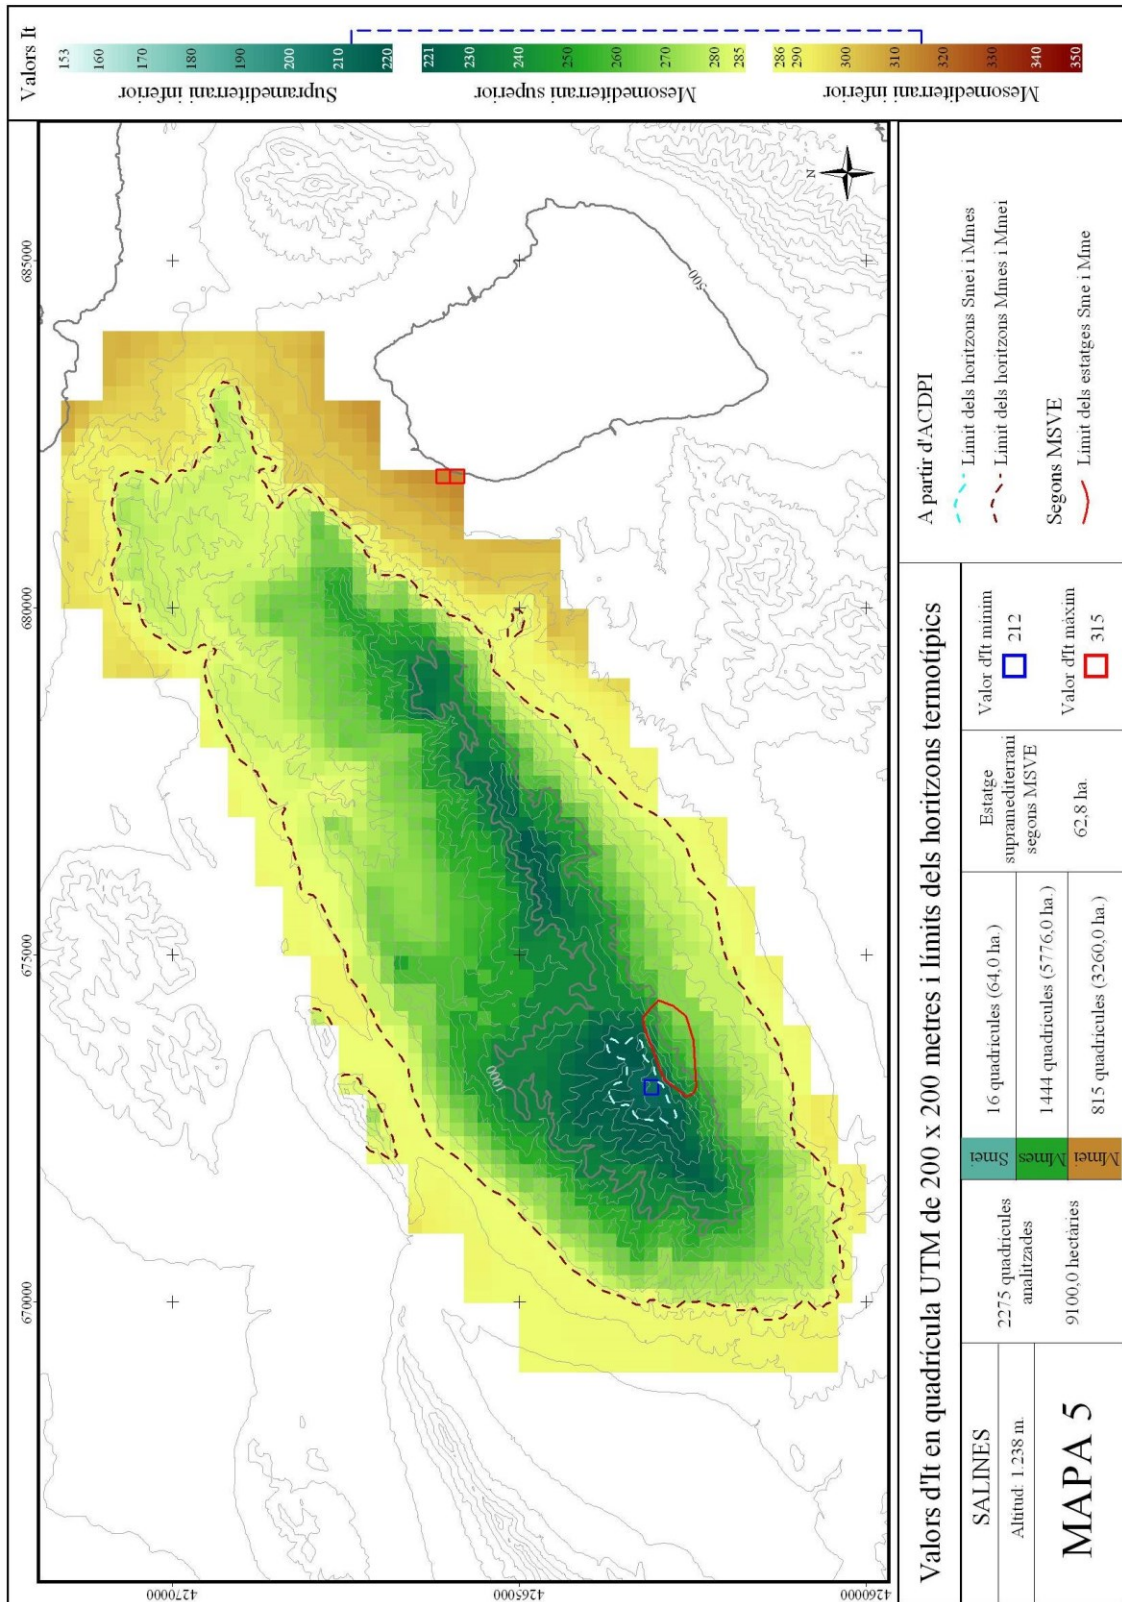 Valors It
153
160
170
180
190
200
210
220
Supramediterrani inferior
221
230
240
250
260
270
280
285
Mesomediterrani superior
286
290
300
310
320
330
340
350
Mesomediterrani inferior
670000
675000
680000
685000
4270000
4265000
4260000
1000
500
N
Valors d'It en quadrícula UTM de 200 x 200 metres i límits dels horitzons termotípics
SALINES
Altitud: 1.238 m.
MAPA 5
2275 quadrícules
analitzades
9100,0 hectàries
Smei
16 quadrícules (64,0 ha.)
Mmes
1444 quadrícules (5776,0 ha.)
Mmei
815 quadrícules (3260,0 ha.)
Estatge
supramediterrani
segons MSVE
62,8 ha.
Valor d'It mínim
212
Valor d'It màxim
315
A partir d'ACDPI
Límit dels horitzons Smei i Mmes
Límit dels horitzons Mmes i Mmei
Segons MSVE
Límit dels estatges Sme i Mme